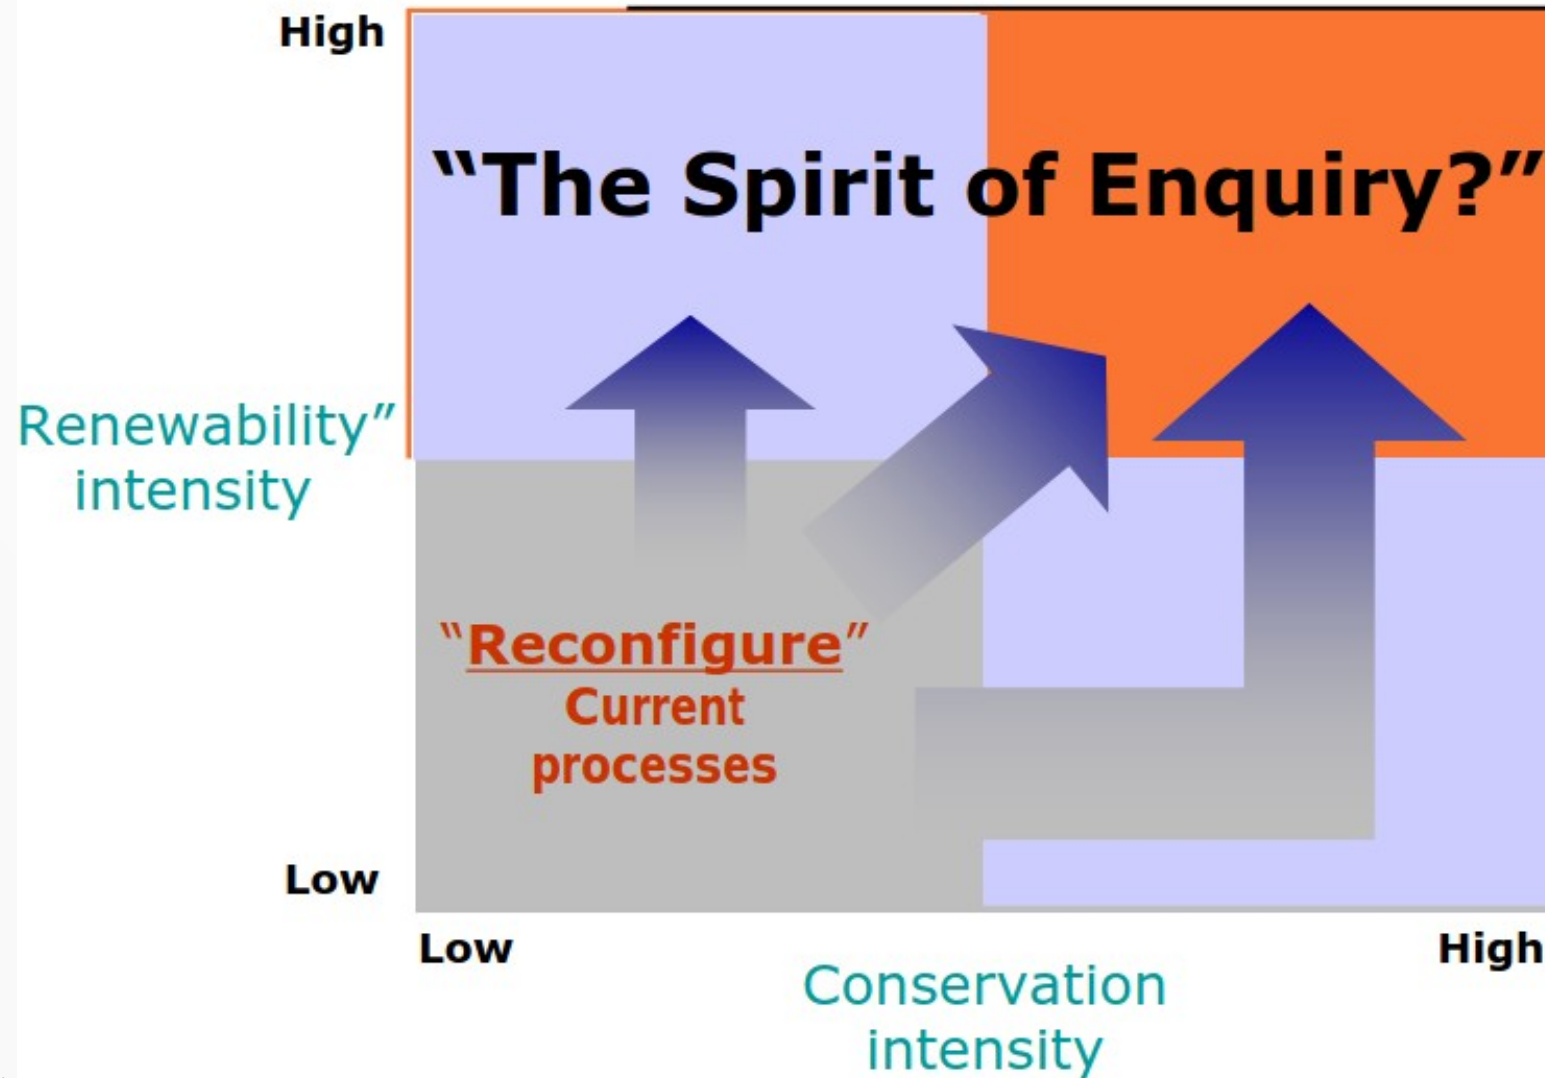 High
“The Spirit of Enquiry?”
Renewability”
intensity
“Reconfigure”
Current
processes
Low
Low
High
Conservation
intensity